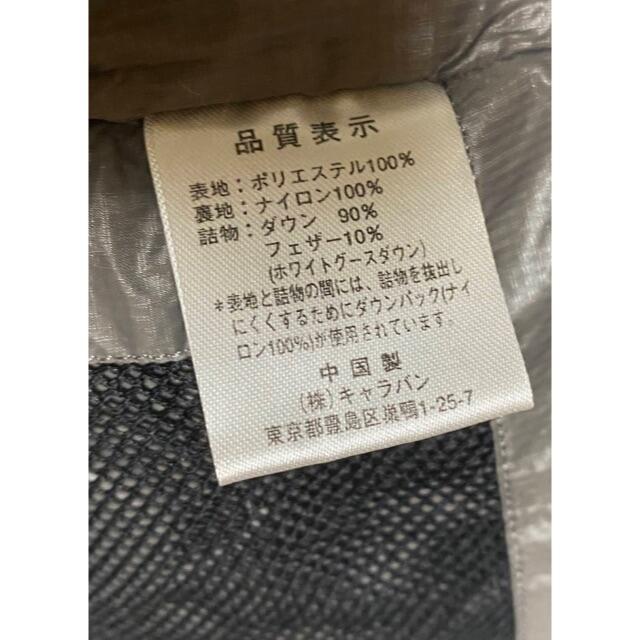 品質表示
表地：ポリエステル100%
裏地：ナイロン100%
詰物：ダウン 90%
フェザー10%
(ホワイトグースダウン)
*表地と詰物の間には、詰物を抜出し
にくくするためにダウンパック(ナイ
ロン100%)が使用されています。
中国製
(株)キャラバン
東京都豊島区巣鴨1-25-7